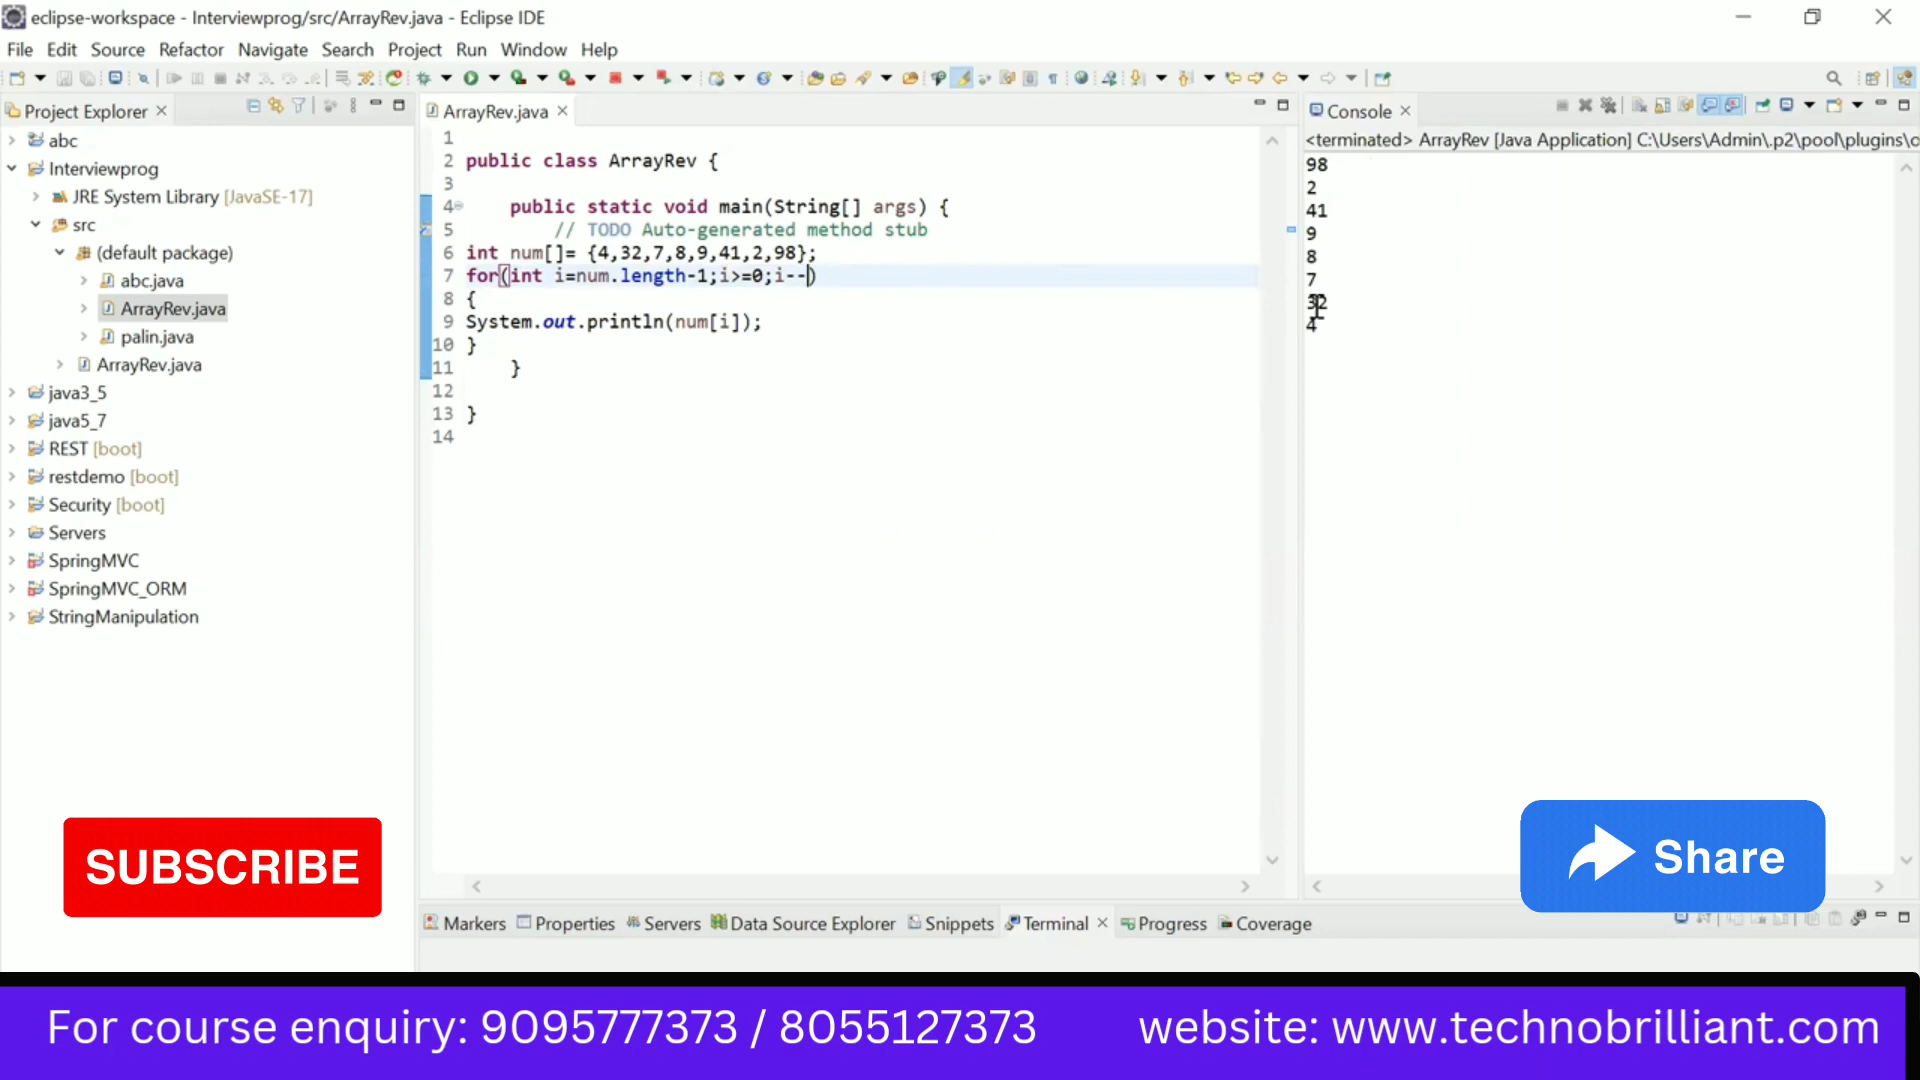 eclipse-workspace - Interviewprog/src/ArrayRev.java - Eclipse IDE
File Edit Source Refactor Navigate Search Project Run Window Help
Project Explorer
abc
Interviewprog
JRE System Library [JavaSE-17]
src
(default package)
abc.java
ArrayRev.java
palin.java
ArrayRev.java
java3_5
java5_7
REST [boot]
restdemo [boot]
Security [boot]
Servers
SpringMVC
SpringMVC_ORM
StringManipulation
ArrayRev.java
1
2 public class ArrayRev {
3
4 public static void main(String[] args) {
5 // TODO Auto-generated method stub
6 int num[]= {4,32,7,8,9,41,2,98};
7 for(int i=num.length-1;i>=0;i--)
8 {
9 System.out.println(num[i]);
10 }
11 }
12
13 }
14
Console
<terminated> ArrayRev [Java Application] C:\Users\Admin\.p2\pool\plugins\o
98
2
41
9
8
7
32
4
SUBSCRIBE
Share
Markers Properties Servers Data Source Explorer Snippets Terminal Progress Coverage
For course enquiry: 9095777373 / 8055127373 website: www.technobrilliant.com